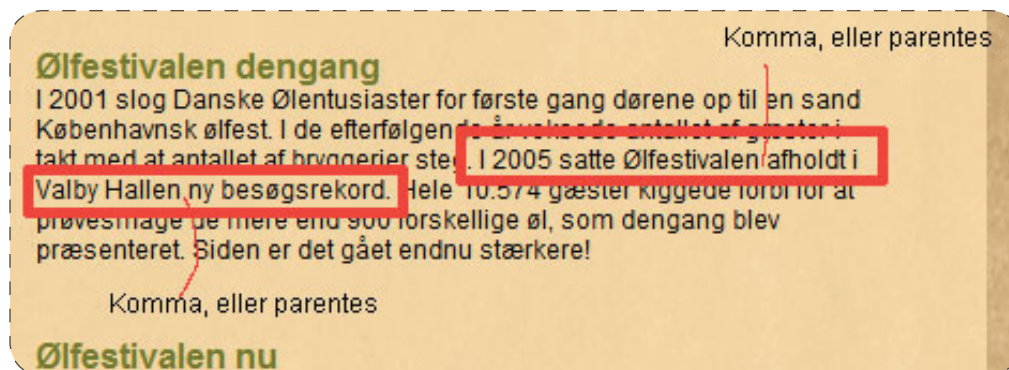 Komma, eller parentes
Ølfestivalen dengang
I 2001 slog Danske Ølentusiaster for første gang dørene op til en sand
Københavnsk ølfest. I de efterfølgende år voksede antallet af gæster i
takt med at antallet af bryggerier steg. I 2005 satte Ølfestivalen afholdt i
Valby Hallen ny besøgsrekord. Hele 10.574 gæster kiggede forbi for at
prøvesmage de mere end 900 forskellige øl, som dengang blev
præsenteret. Siden er det gået endnu stærkere!
Komma, eller parentes
Ølfestivalen nu